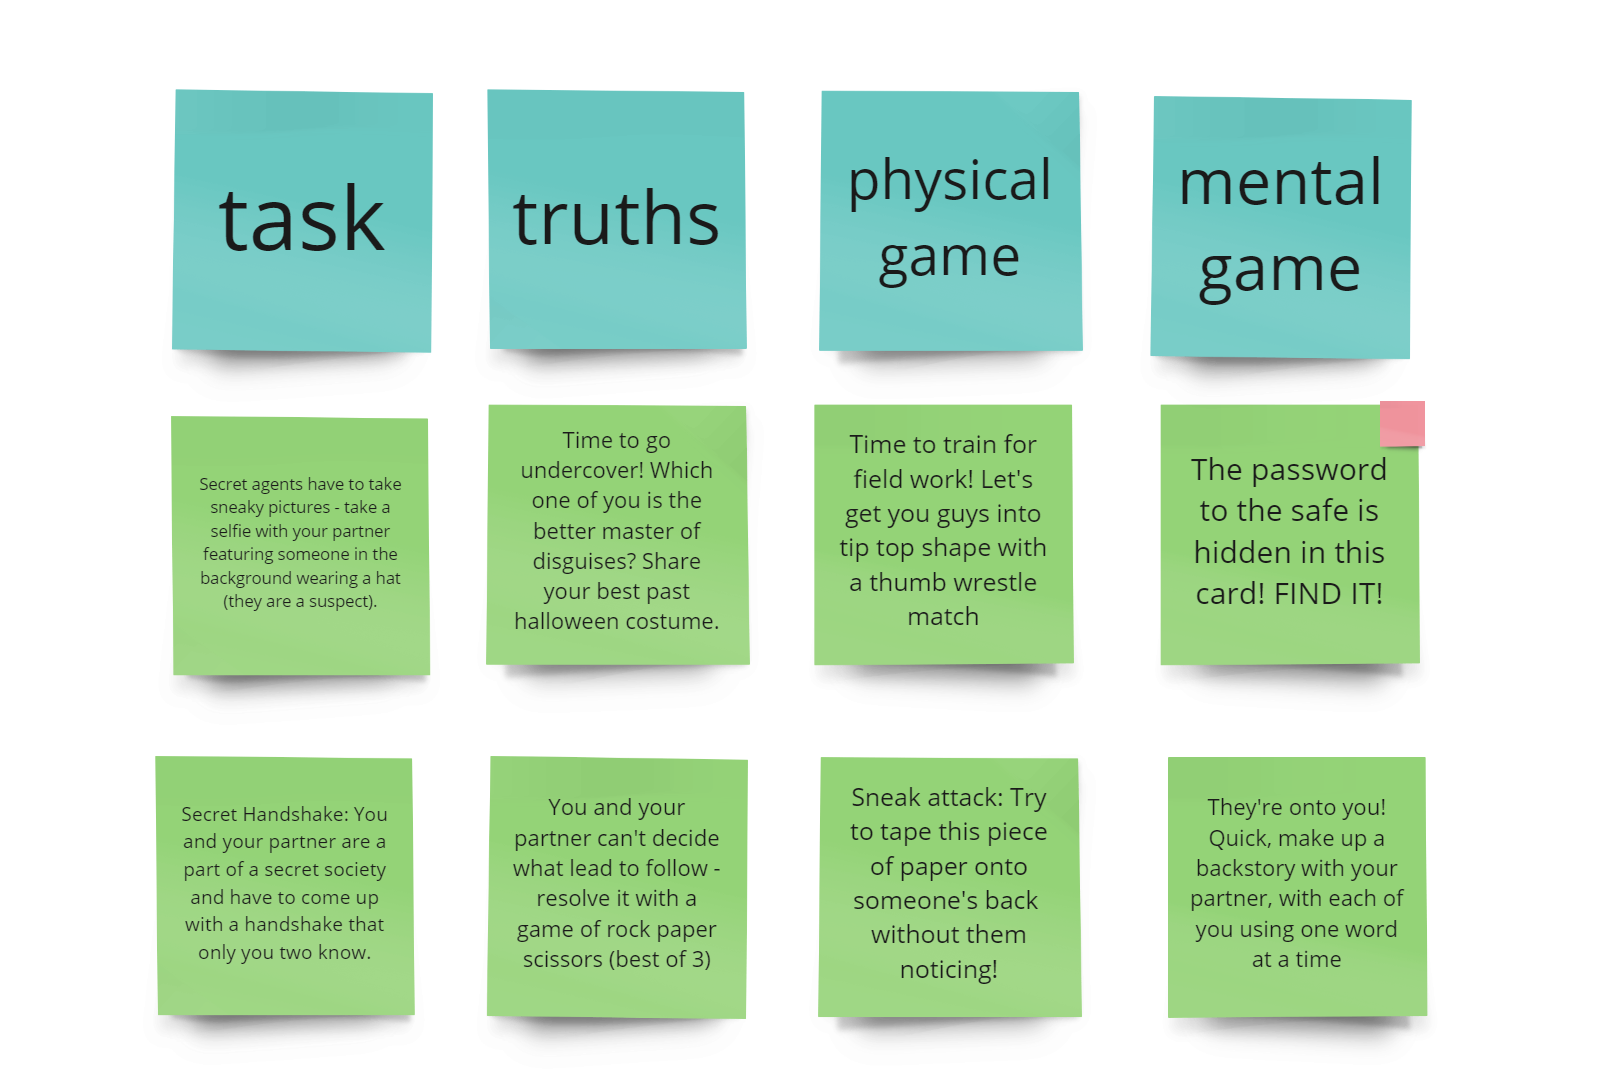 task
truths
physical
game
mental
game
Secret agents have to take
sneaky pictures - take a
selfie with your partner
featuring someone in the
background wearing a hat
(they are a suspect).
Time to go
undercover! Which
one of you is the
better master of
disguises? Share
your best past
halloween costume.
Time to train for
field work! Let's
get you guys into
tip top shape with
a thumb wrestle
match
The password
to the safe is
hidden in this
card! FIND IT!
Secret Handshake: You
and your partner are a
part of a secret society
and have to come up
with a handshake that
only you two know.
You and your
partner can't decide
what lead to follow -
resolve it with a
game of rock paper
scissors (best of 3)
Sneak attack: Try
to tape this piece
of paper onto
someone's back
without them
noticing!
They're onto you!
Quick, make up a
backstory with your
partner, with each of
you using one word
at a time